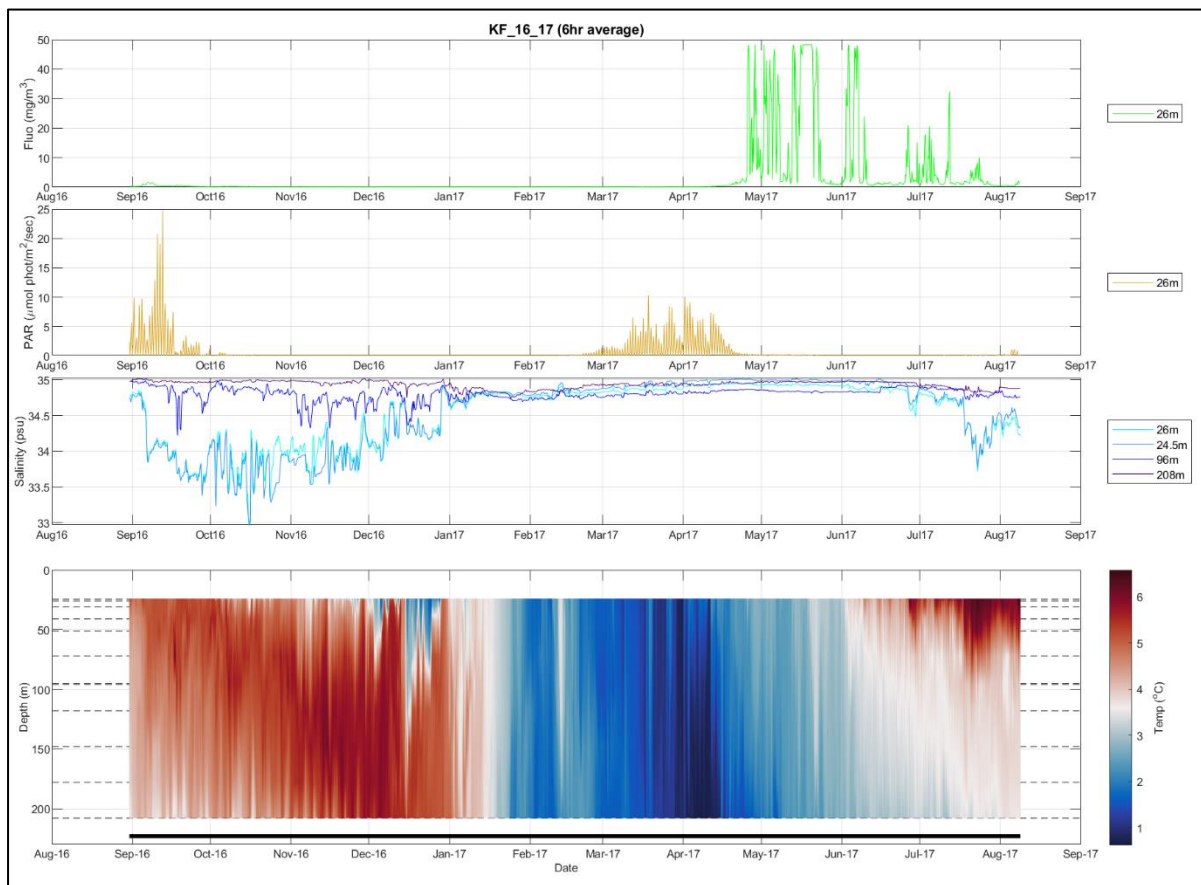 KF_16_17 (6hr average)
50
40
30
20
10
0
Fluo (mg/m³)
Aug16 Sep16 Oct16 Nov16 Dec16 Jan17 Feb17 Mar17 Apr17 May17 Jun17 Jul17 Aug17 Sep17
26m
25
20
15
10
5
0
PAR (μmol phot/m²/sec)
Aug16 Sep16 Oct16 Nov16 Dec16 Jan17 Feb17 Mar17 Apr17 May17 Jun17 Jul17 Aug17 Sep17
26m
35
34.5
34
33.5
33
Salinity (psu)
Aug16 Sep16 Oct16 Nov16 Dec16 Jan17 Feb17 Mar17 Apr17 May17 Jun17 Jul17 Aug17 Sep17
26m
24.5m
96m
208m
0
50
100
150
200
Depth (m)
Aug-16 Sep-16 Oct-16 Nov-16 Dec-16 Jan-17 Feb-17 Mar-17 Apr-17 May-17 Jun-17 Jul-17 Aug-17 Sep-17
Date
6
5
4
3
2
1
Temp (°C)